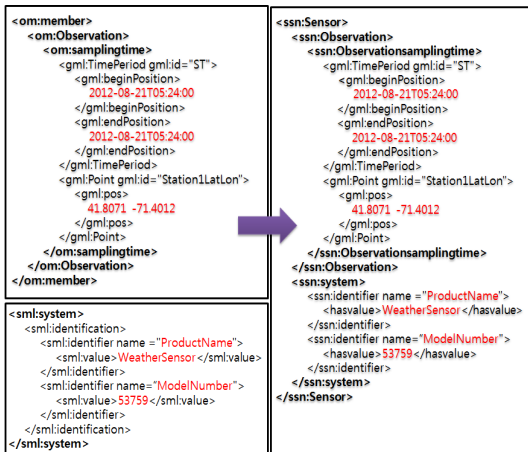 <om:member>
<om:Observation>
<om:samplingtime>
<gml:TimePeriod gml:id="ST">
<gml:beginPosition>
2012-08-21T05:24:00
</gml:beginPosition>
<gml:endPosition>
2012-08-21T05:24:00
</gml:endPosition>
</gml:TimePeriod>
<gml:Point gml:id="Station1LatLon">
<gml:pos>
41.8071 -71.4012
</gml:pos>
</gml:Point>
</om:samplingtime>
</om:Observation>
</om:member>
<sml:system>
<sml:identification>
<sml:identifier name ="ProductName">
<sml:value>WeatherSensor</sml:value>
</sml:identifier>
<sml:identifier name="ModelNumber">
<sml:value>53759</sml:value>
</sml:identifier>
</sml:identification>
</sml:system>
<ssn:Sensor>
<ssn:Observation>
<ssn:Observationsamplingtime>
<gml:TimePeriod gml:id="ST">
<gml:beginPosition>
2012-08-21T05:24:00
</gml:beginPosition>
<gml:endPosition>
2012-08-21T05:24:00
</gml:endPosition>
</gml:TimePeriod>
<gml:Point gml:id="Station1LatLon">
<gml:pos>
41.8071 -71.4012
</gml:pos>
</gml:Point>
</ssn:Observationsamplingtime>
</ssn:Observation>
<ssn:system>
<ssn:identifier name ="ProductName">
<hasvalue>WeatherSensor</hasvalue>
</ssn:identifier>
<ssn:identifier name="ModelNumber">
<hasvalue>53759</hasvalue>
</ssn:identifier>
</ssn:system>
</ssn:Sensor>